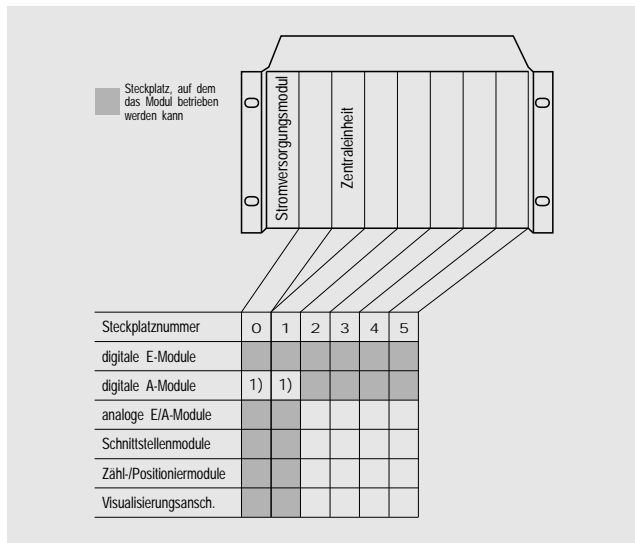 Steckplatz, auf dem
das Modul betrieben
werden kann
Stromversorgungsmodul
Zentraleinheit
Steckplatznummer 0 1 2 3 4 5
digitale E-Module
digitale A-Module 1) 1)
analoge E/A-Module
Schnittstellenmodule
Zähl-/Positioniermodule
Visualisierungsansch.